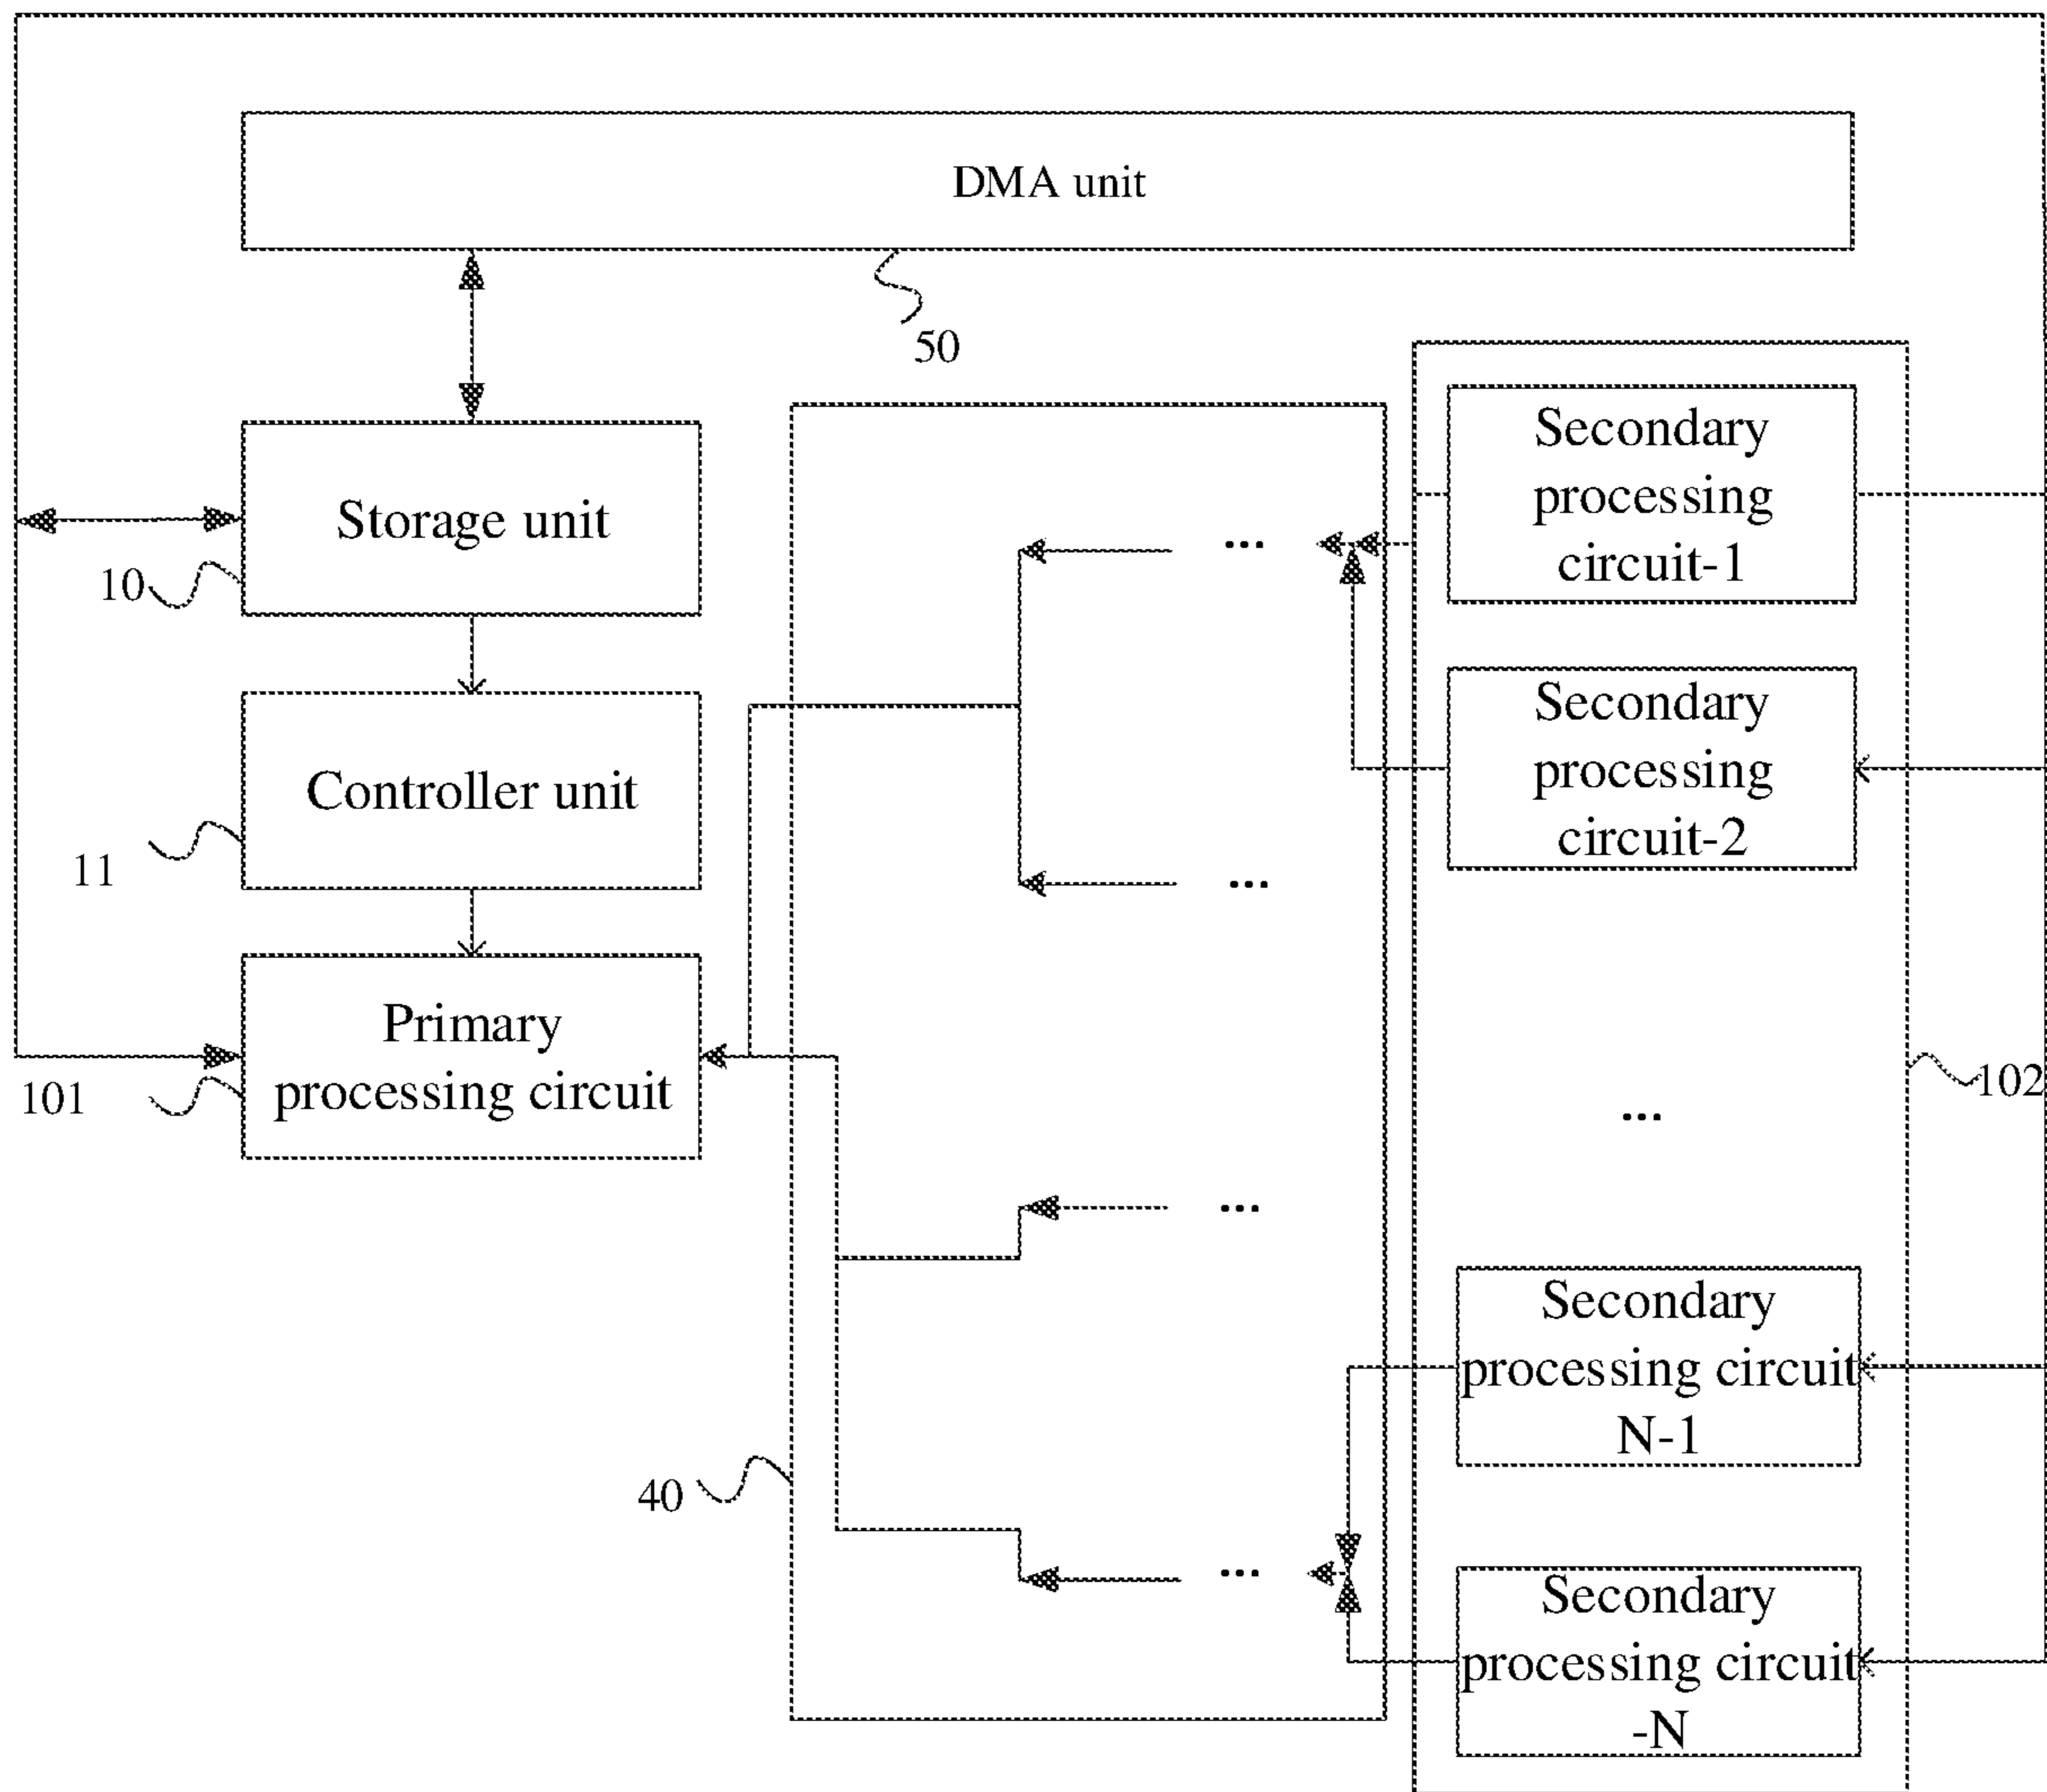 DMA unit
50
Storage unit
10
Controller unit
11
Primary
processing circuit
101
40
...
...
...
...
Secondary
processing
circuit-1
Secondary
processing
circuit-2
...
102
Secondary
processing circuit
N-1
Secondary
processing circuit
-N